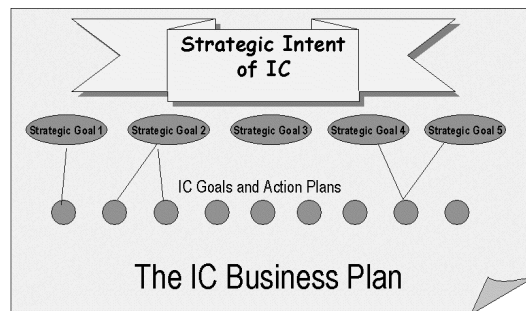 Strategic Intent
of IC
Strategic Goal 1 Strategic Goal 2 Strategic Goal 3 Strategic Goal 4 Strategic Goal 5
IC Goals and Action Plans
The IC Business Plan